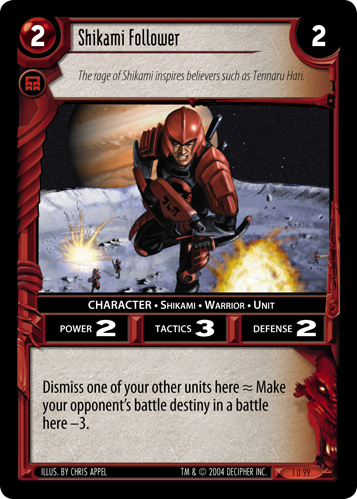 2 Shikami Follower 2
The rage of Shikami inspires believers such as Tennaru Hari.
CHARACTER • SHIKAMI • WARRIOR • UNIT
POWER 2 TACTICS 3 DEFENSE 2
Dismiss one of your other units here ≈ Make
your opponent's battle destiny in a battle
here –3.
ILLUS. BY CHRIS APPEL TM & © 2004 DECIPHER INC. 1 U 99